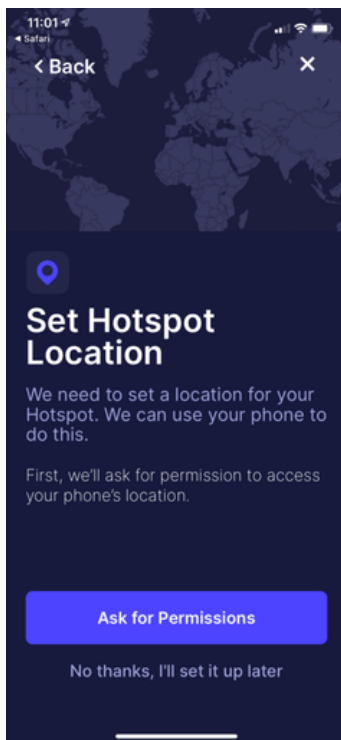 11:01
Safari
Back
Set Hotspot
Location
We need to set a location for your
Hotspot. We can use your phone to
do this.
First, we'll ask for permission to access
your phone's location.
Ask for Permissions
No thanks, I'll set it up later